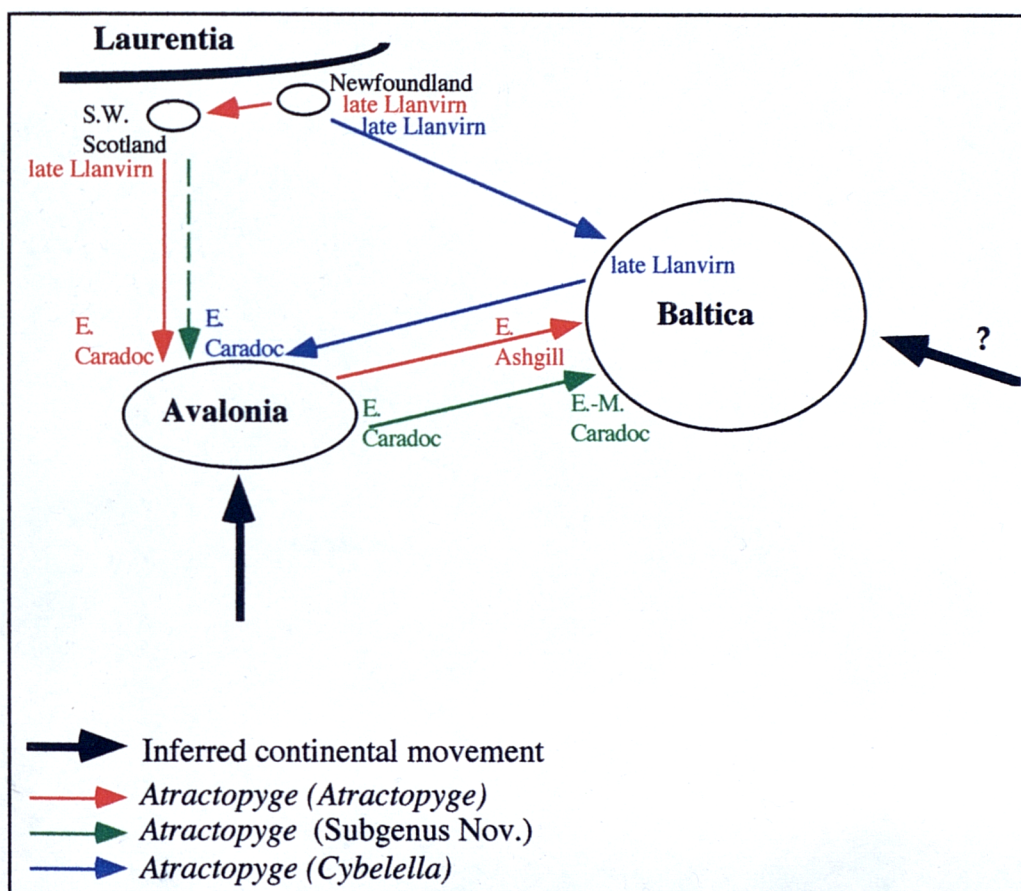 Laurentia
Newfoundland
late Llanvirn
late Llanvirn
S.W.
Scotland
late Llanvirn
late Llanvirn
Baltica
?
E.
Caradoc
E.
Caradoc
E.
Ashgill
Avalonia
E.
Caradoc
E.-M.
Caradoc
Inferred continental movement
Atractopyge (Atractopyge)
Atractopyge (Subgenus Nov.)
Atractopyge (Cybelella)